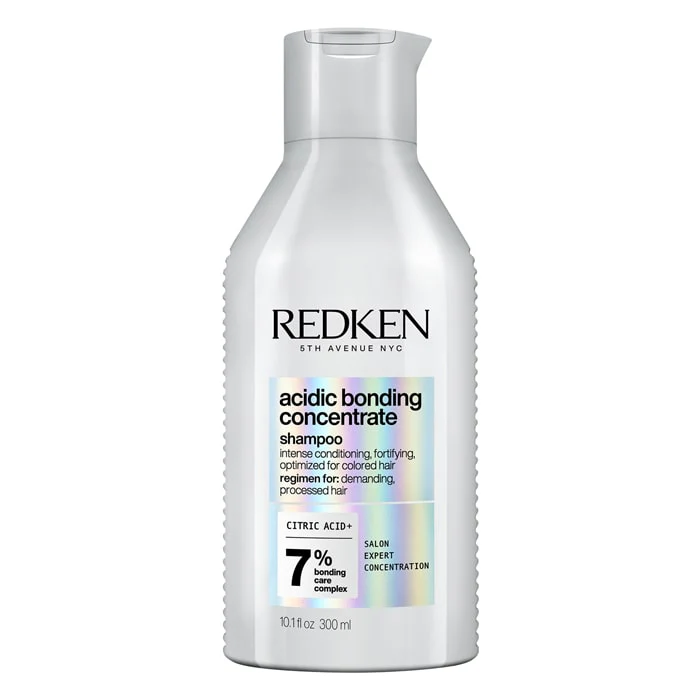 REDKEN
5TH AVENUE NYC
acidic bonding
concentrate
shampoo
intense conditioning, fortifying,
optimized for colored hair
regimen for: demanding,
processed hair
CITRIC ACID+
7%
bonding
care
complex
SALON
EXPERT
CONCENTRATION
10.1 fl oz 300 ml